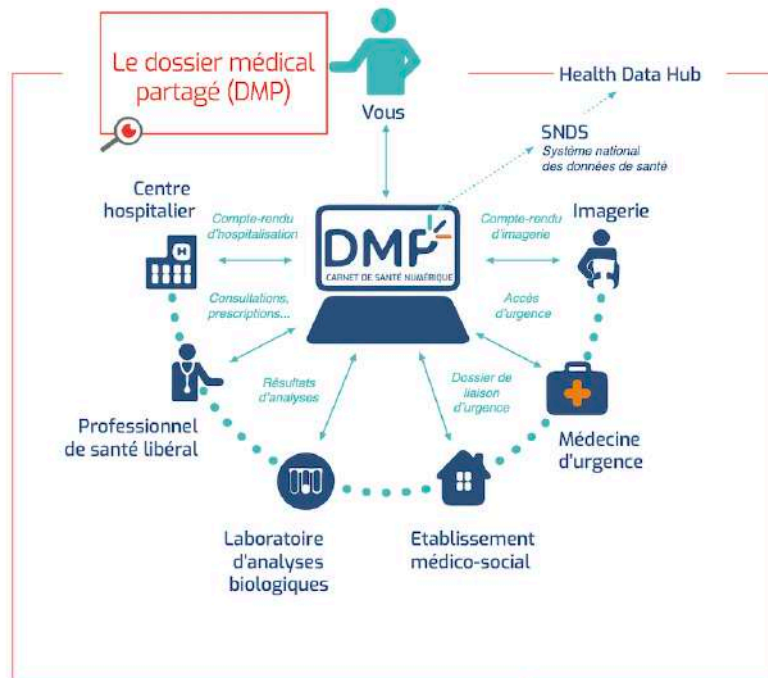 Le dossier médical
partagé (DMP)
Vous
Health Data Hub
SNDS
Système national
des données de santé
Centre
hospitalier
Compte-rendu
d'hospitalisation
DMP
CARNET DE SANTÉ NUMÉRIQUE
Compte-rendu
d'imagerie
Imagerie
H
Consultations,
prescriptions...
Accès
d'urgence
Professionnel
de santé libéral
Résultats
d'analyses
Dossier de
liaison
d'urgence
Médecine
d'urgence
Laboratoire
d'analyses
biologiques
Etablissement
médico-social